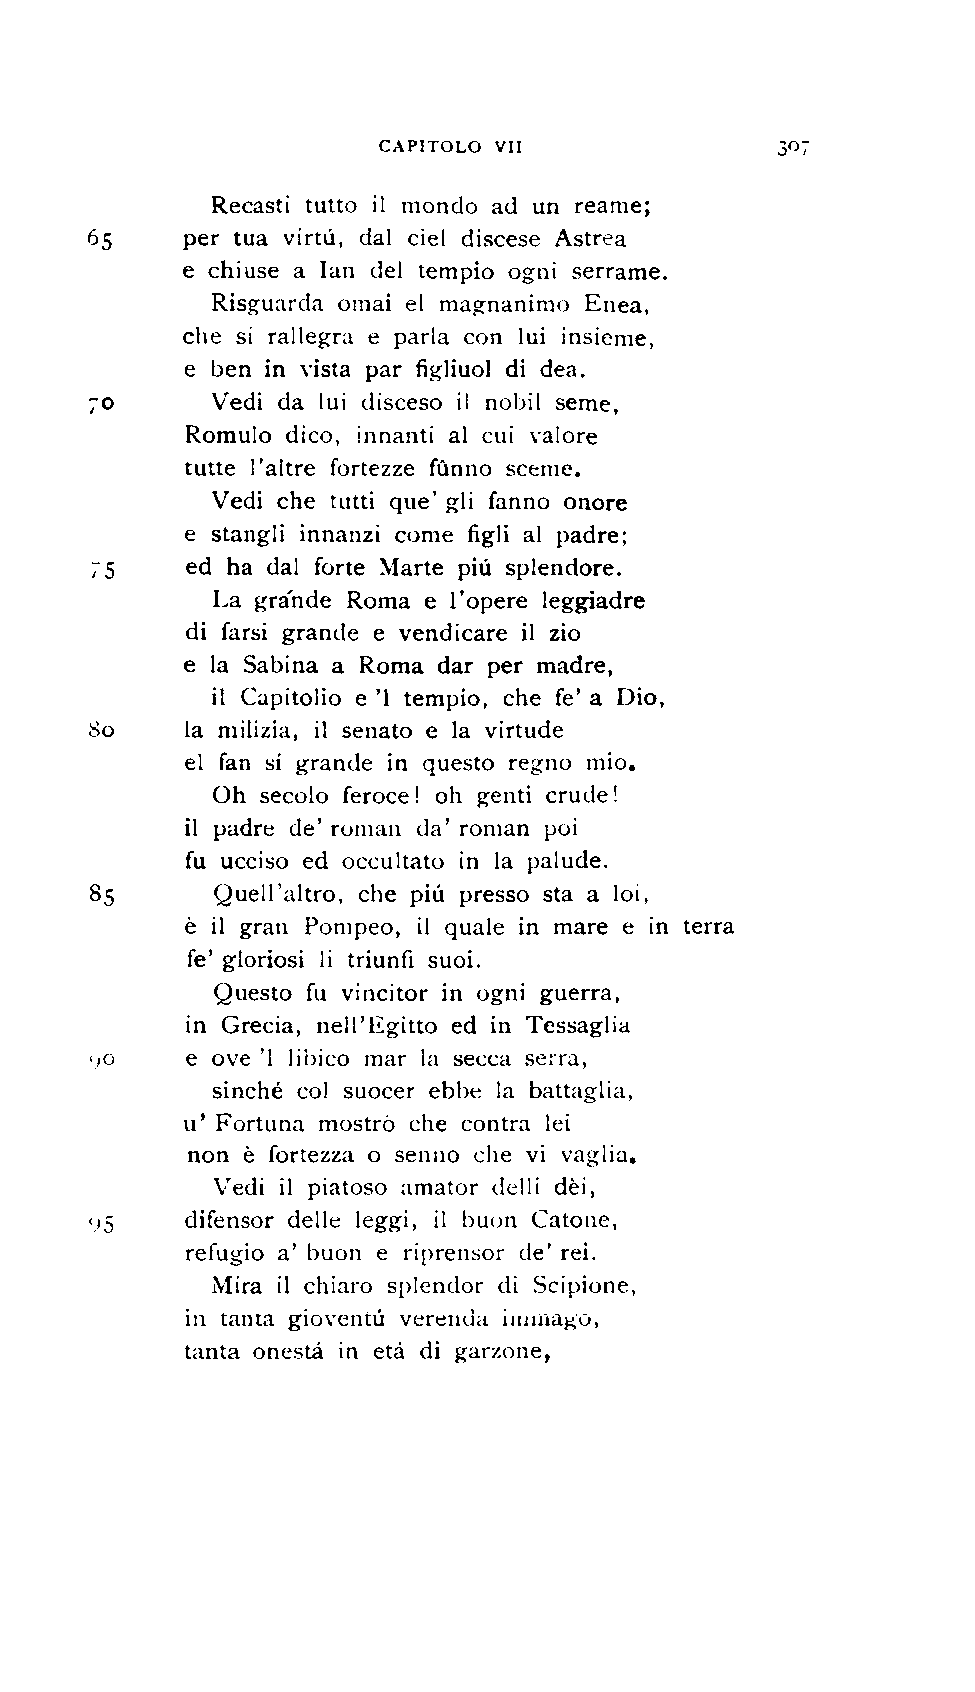 CAPITOLO VII 307
Recasti tutto il mondo ad un reame;
65 per tua virtú, dal ciel discese Astrea
e chiuse a Ian del tempio ogni serrame.
Risguarda omai el magnanimo Enea,
che si rallegra e parla con lui insieme,
e ben in vista par figliuol di dea.
70 Vedi da lui disceso il nobil seme,
Romulo dico, innanti al cui valore
tutte l'altre fortezze fûnno sceme.
Vedi che tutti que' gli fanno onore
e stangli innanzi come figli al padre;
75 ed ha dal forte Marte piú splendore.
La grande Roma e l'opere leggiadre
di farsi grande e vendicare il zio
e la Sabina a Roma dar per madre,
il Capitolio e 'l tempio, che fe' a Dio,
80 la milizia, il senato e la virtude
el fan sí grande in questo regno mio.
Oh secolo feroce! oh genti crude!
il padre de' roman da' roman poi
fu ucciso ed occultato in la palude.
85 Quell'altro, che piú presso sta a loi,
è il gran Pompeo, il quale in mare e in terra
fe' gloriosi li triunfi suoi.
Questo fu vincitor in ogni guerra,
in Grecia, nell'Egitto ed in Tessaglia
90 e ove 'l libico mar la secca serra,
sinché col suocer ebbe la battaglia,
u' Fortuna mostrò che contra lei
non è fortezza o senno che vi vaglia.
Vedi il piatoso amator delli dèi,
95 difensor delle leggi, il buon Catone,
refugio a' buon e riprensor de' rei.
Mira il chiaro splendor di Scipione,
in tanta gioventú verenda immago,
tanta onestá in etá di garzone,